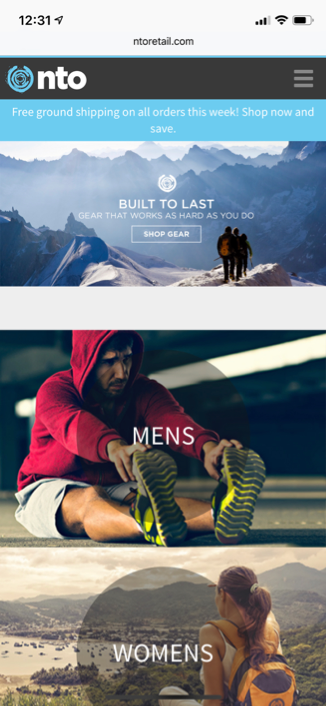 12:31
ntoretail.com
nto
Free ground shipping on all orders this week! Shop now and
save.
BUILT TO LAST
GEAR THAT WORKS AS HARD AS YOU DO
SHOP GEAR
MENS
WOMENS